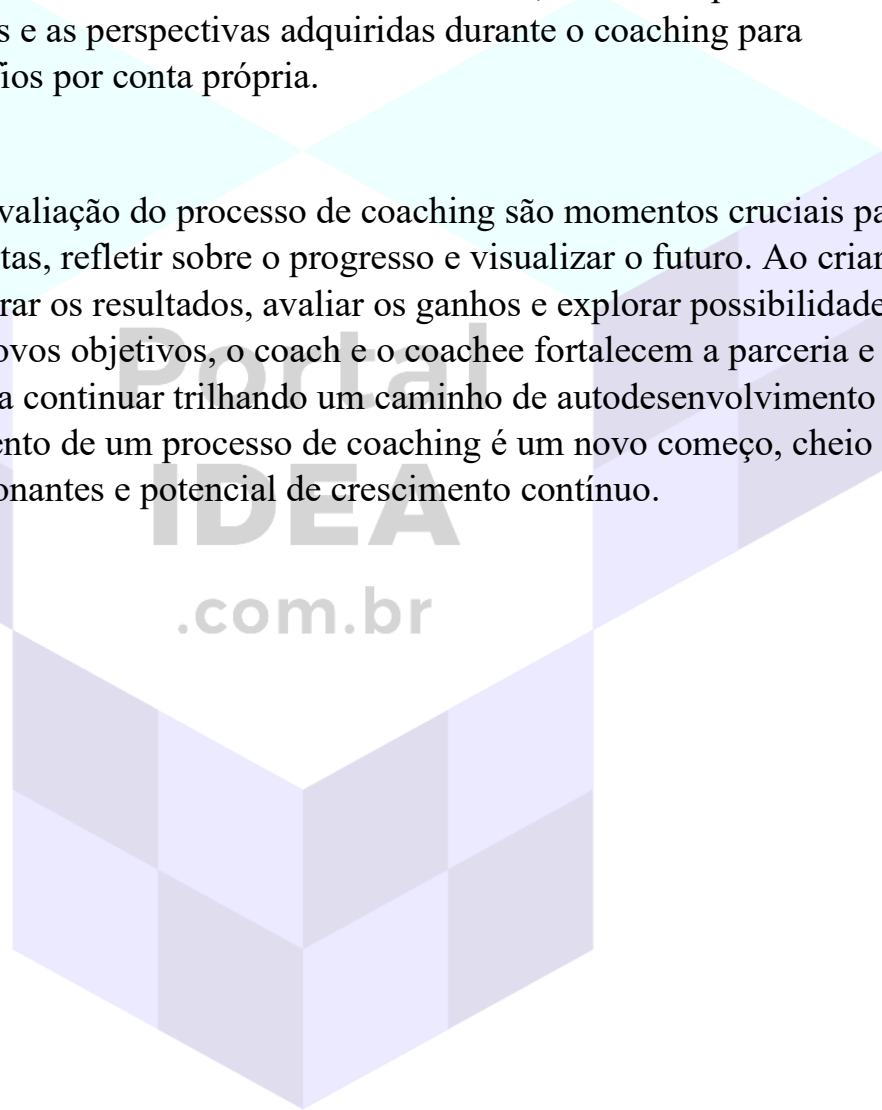 s e as perspectivas adquiridas durante o coaching para
fios por conta própria.
valiação do processo de coaching são momentos cruciais pa
tas, refletir sobre o progresso e visualizar o futuro. Ao criar
rar os resultados, avaliar os ganhos e explorar possibilidade
ovos objetivos, o coach e o coachee fortalecem a parceria e
a continuar trilhando um caminho de autodesenvolvimento
ento de um processo de coaching é um novo começo, cheio
onantes e potencial de crescimento contínuo.
Portal
IDEA
.com.br